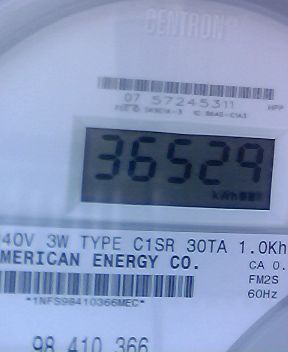 CENTRON
07 57245311
HPP
36529
kWh
40V 3W TYPE C1SR 30TA 1.0Kh
MERICAN ENERGY CO.
CA 0.
FM2S
*1NFS98410366MEC*
60Hz
98 410 366